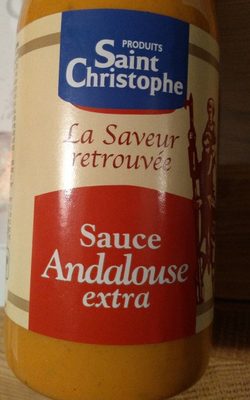 PRODUITS
Saint
Christophe
La Saveur
retrouvée
Sauce
Andalouse
extra